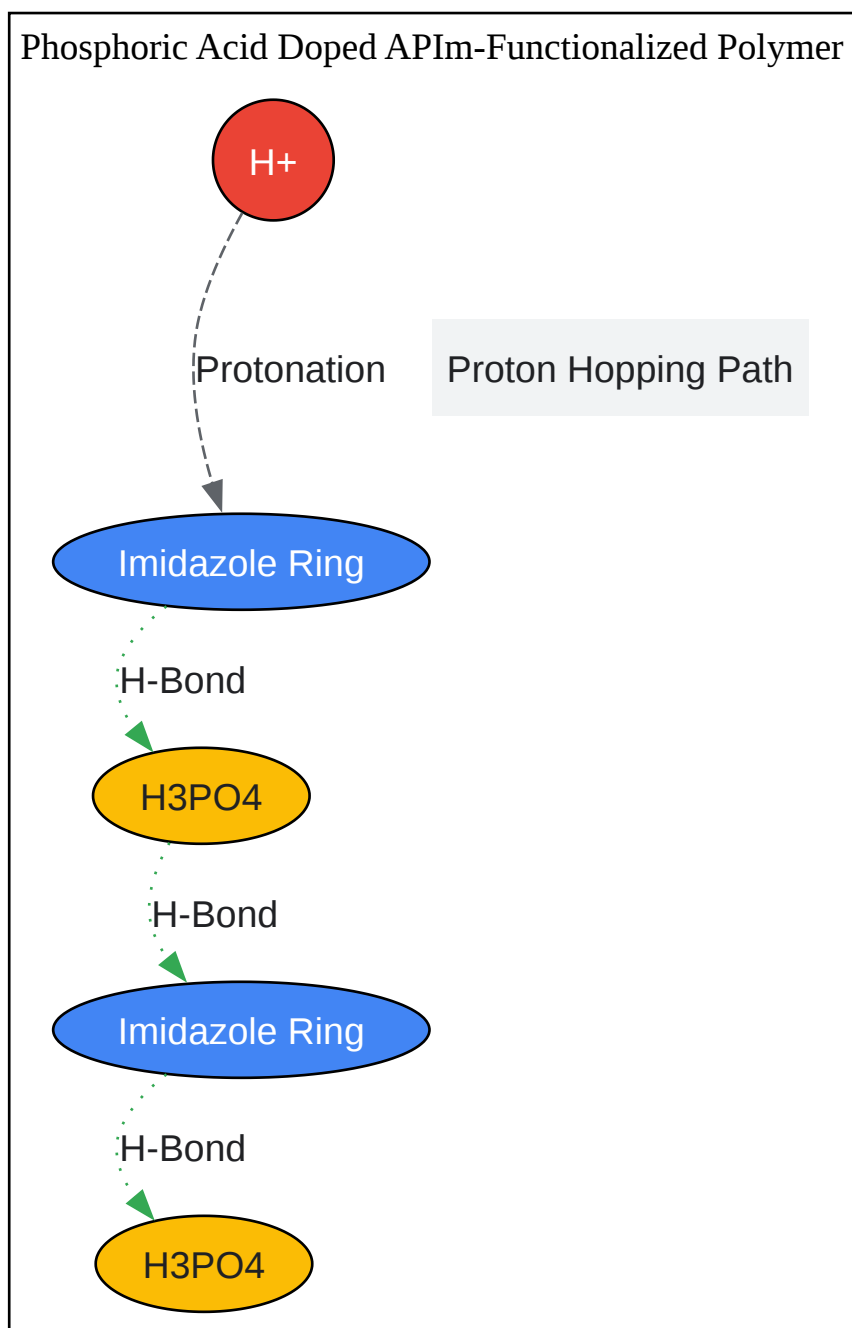 Phosphoric Acid Doped APIm-Functionalized Polymer
H+
Protonation
Proton Hopping Path
Imidazole Ring
H-Bond
H3PO4
H-Bond
Imidazole Ring
H-Bond
H3PO4